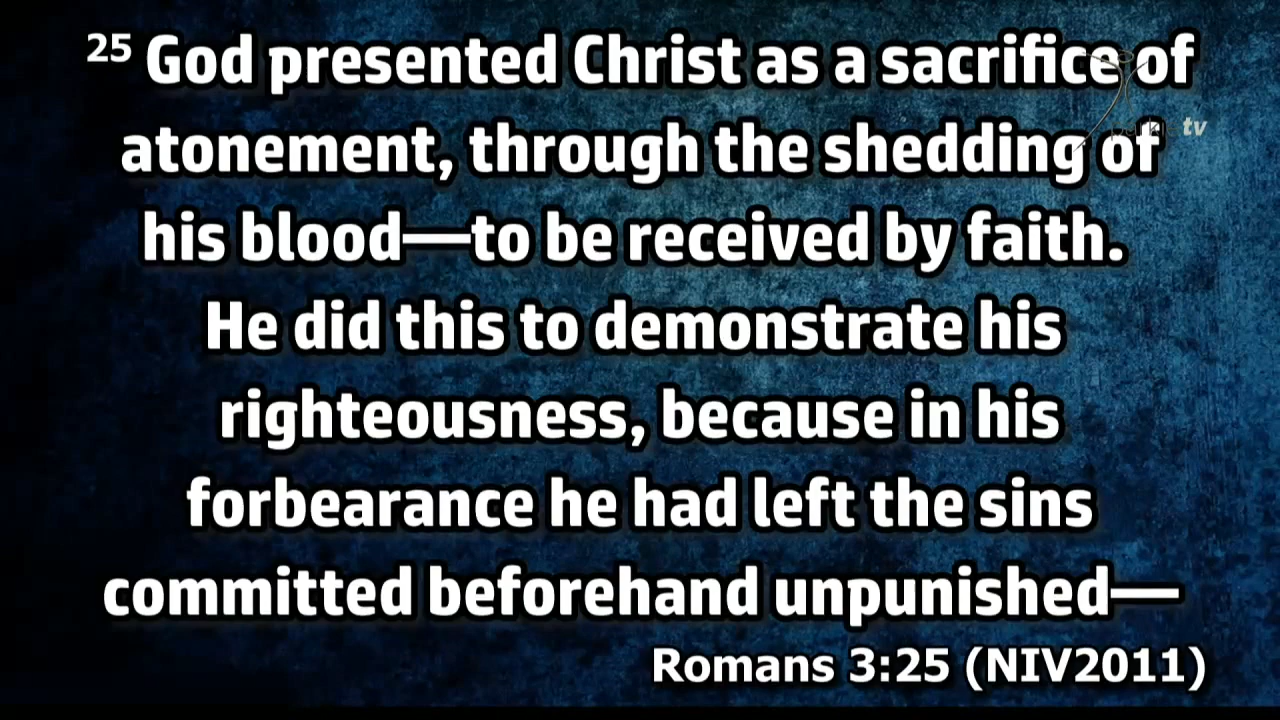 25 God presented Christ as a sacrifice of
atonement, through the shedding of
his blood—to be received by faith.
He did this to demonstrate his
righteousness, because in his
forbearance he had left the sins
committed beforehand unpunished—
Romans 3:25 (NIV2011)
tv